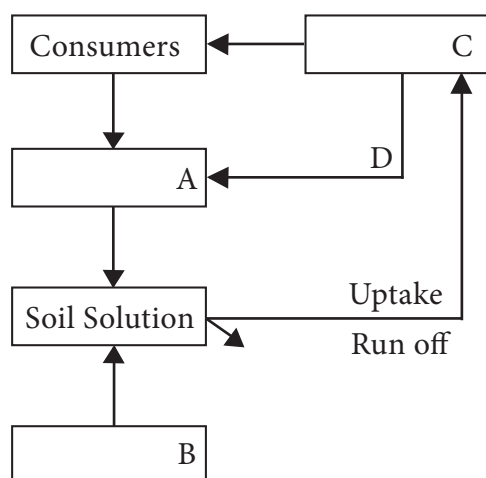 Consumers
C
D
A
Uptake
Soil Solution
Run off
B